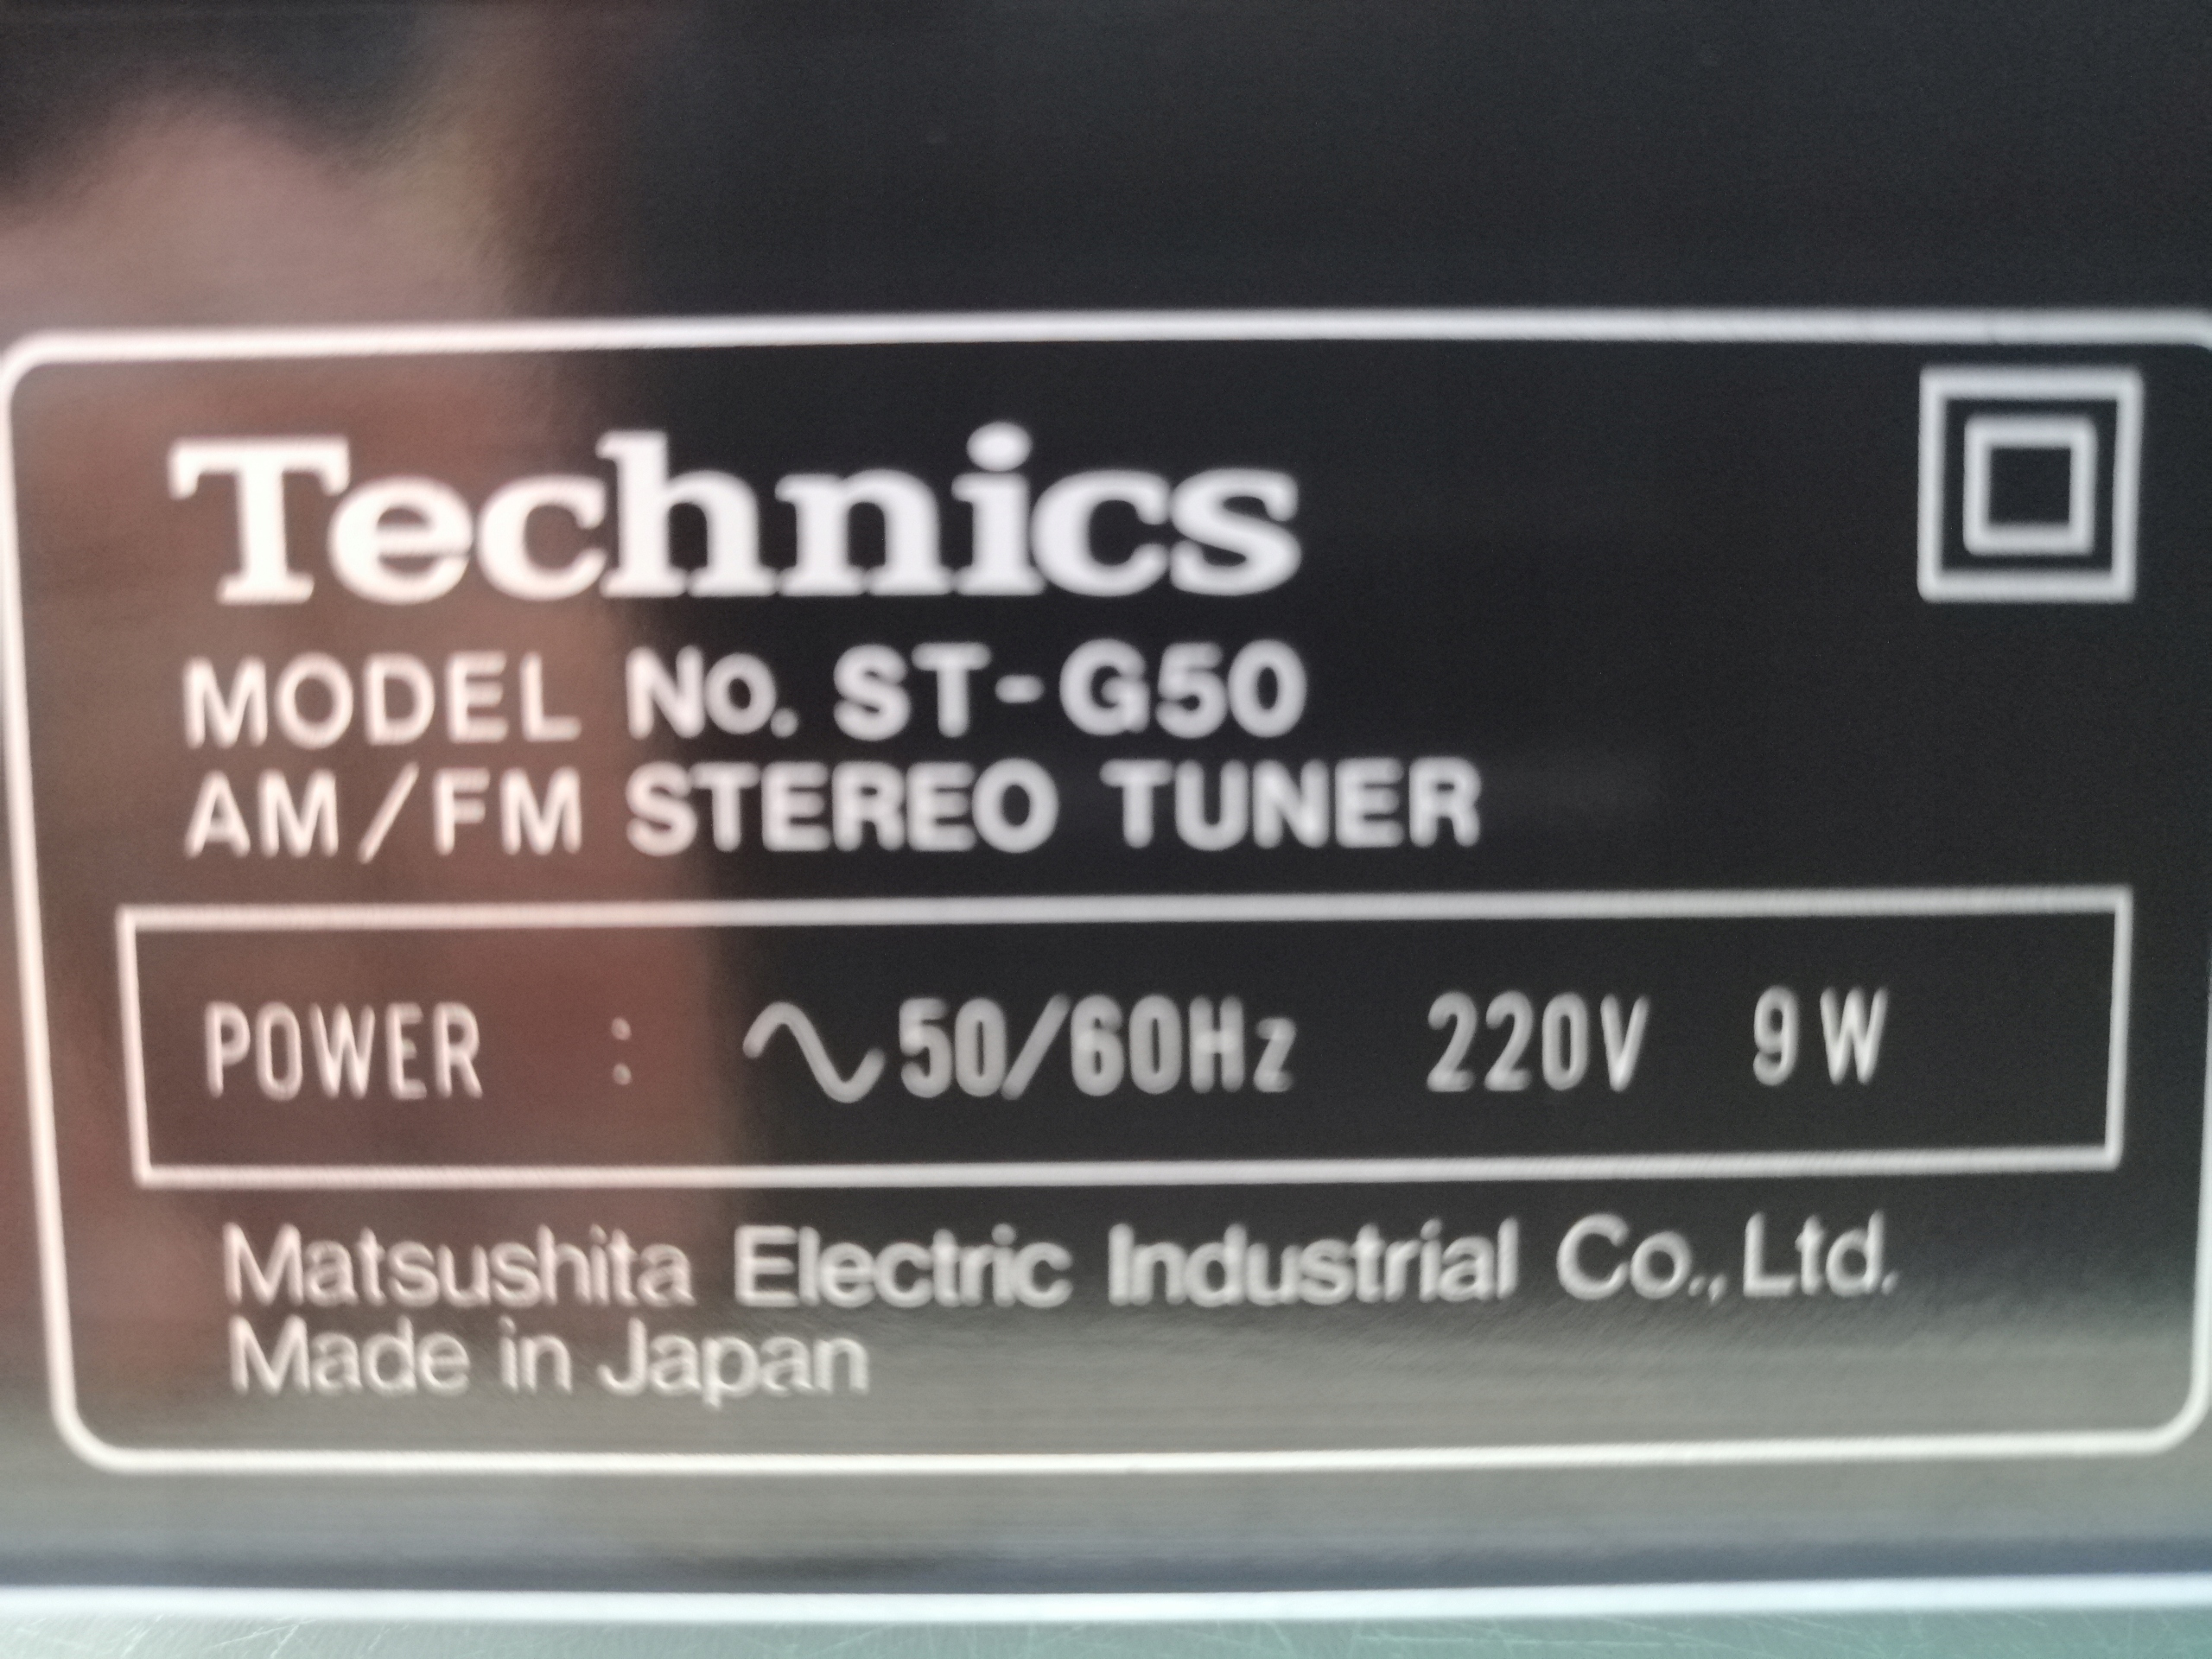 Technics
MODEL No. ST-G50
AM/FM STEREO TUNER
POWER : ∿50/60Hz 220V 9W
Matsushita Electric Industrial Co., Ltd.
Made in Japan